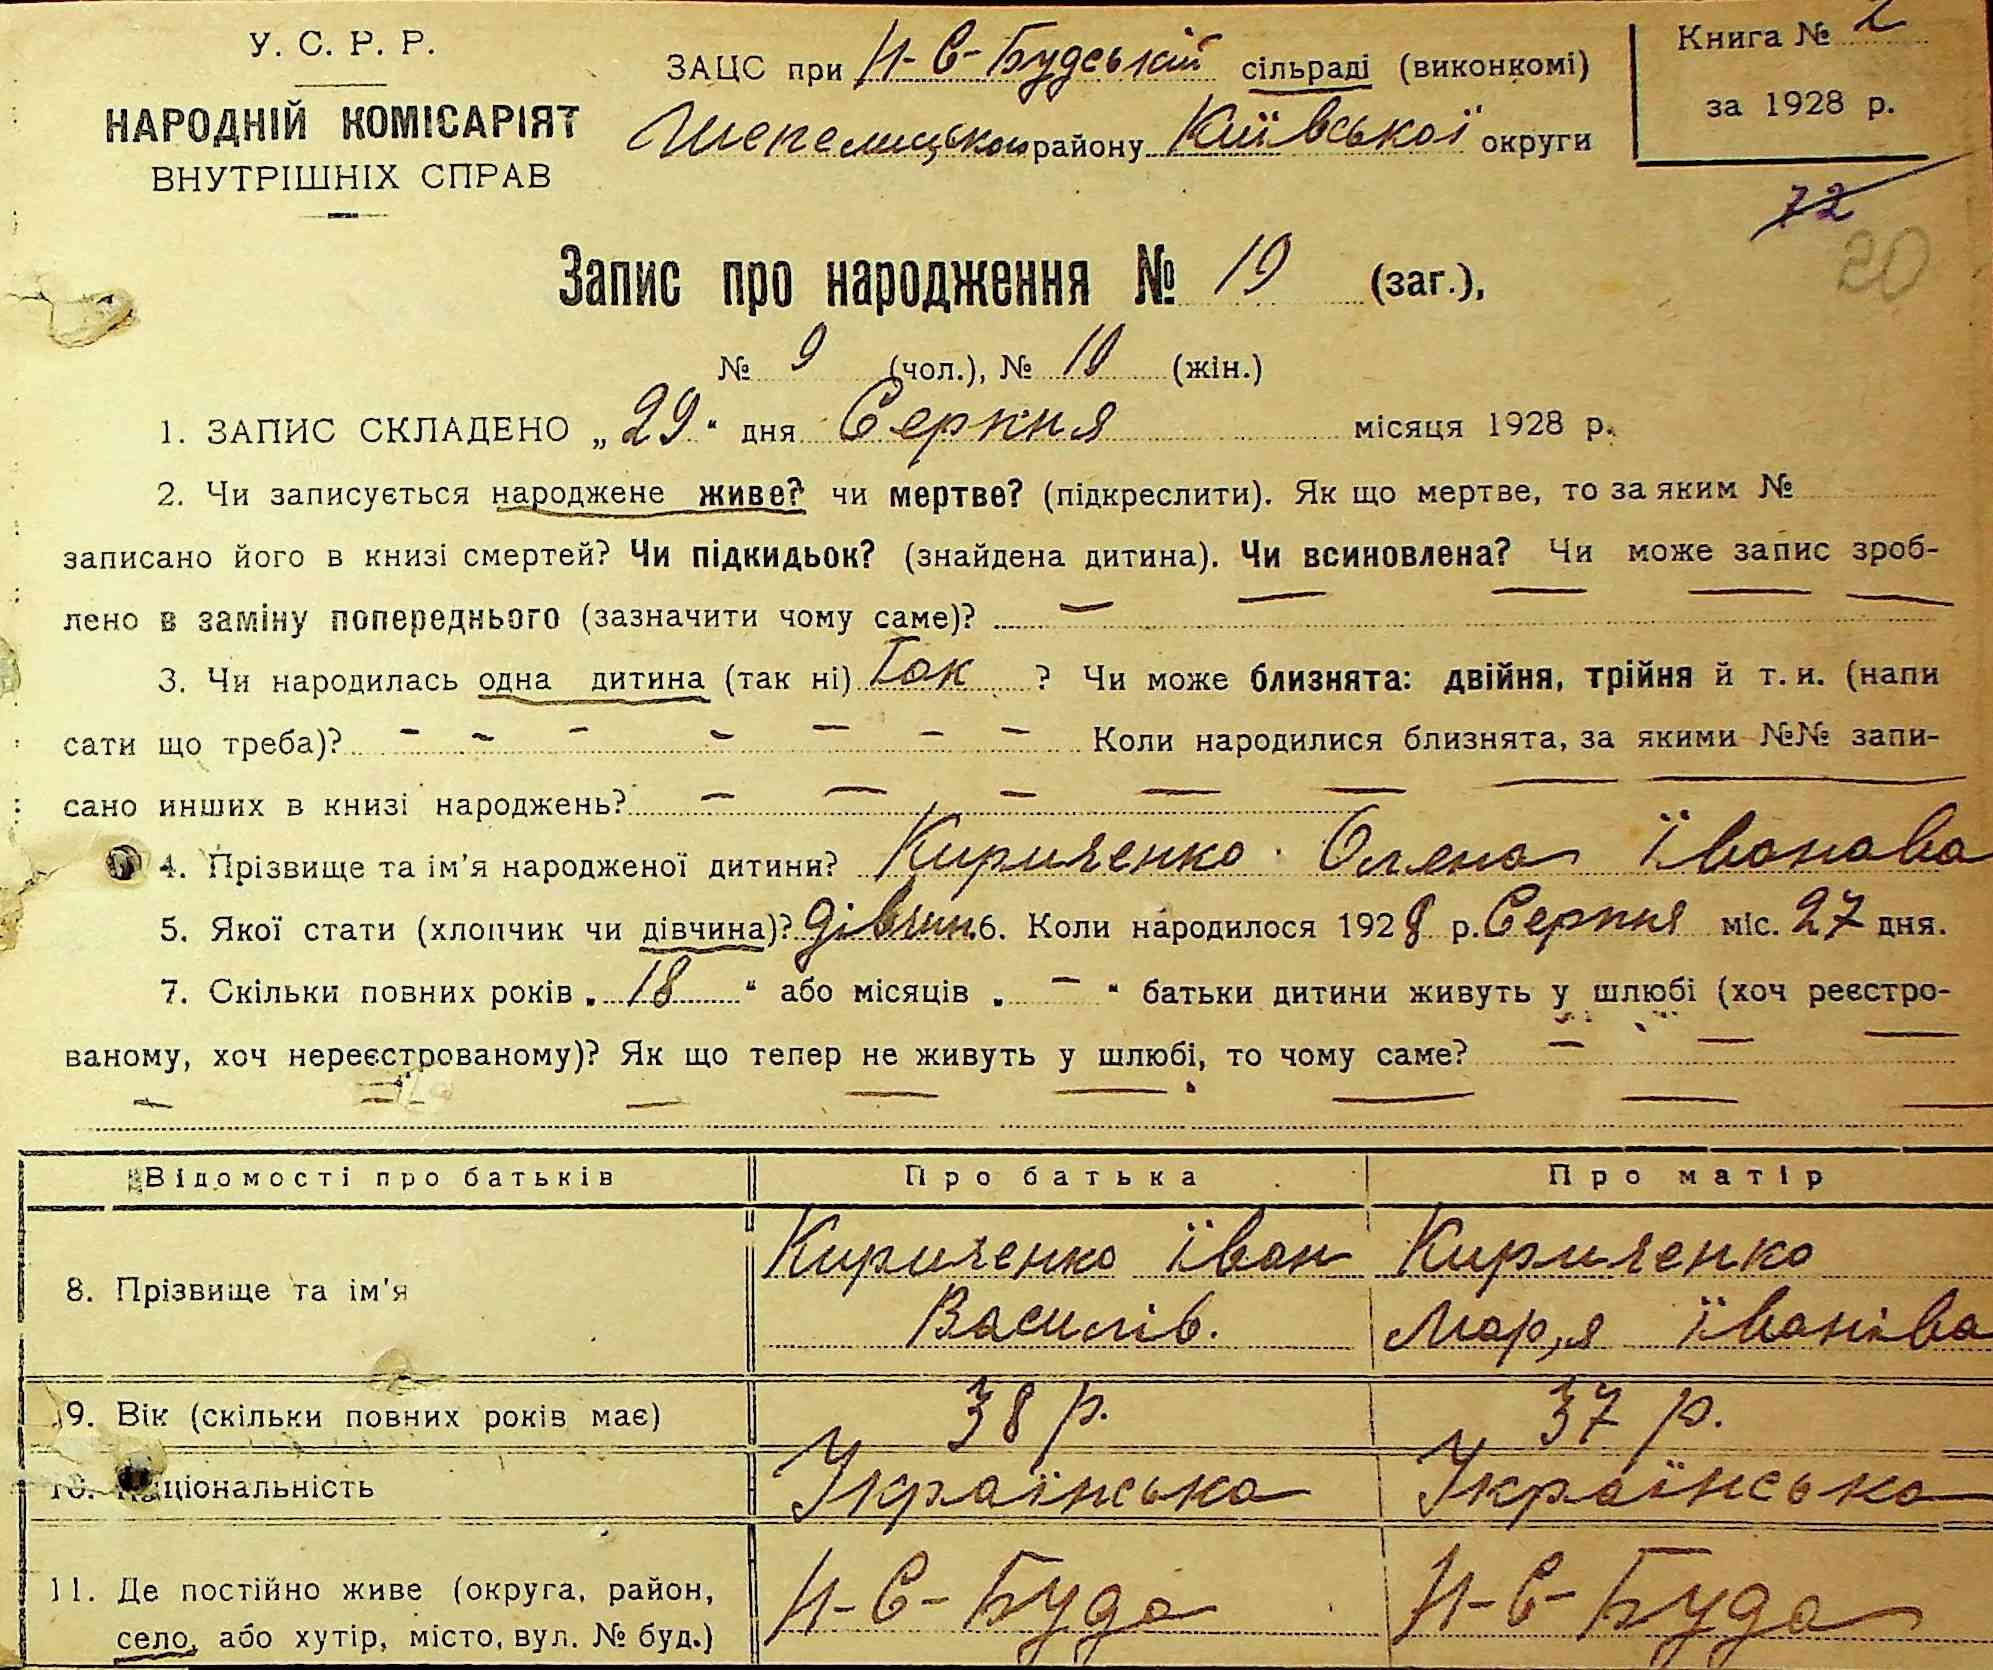 У. С. Р. Р.
НАРОДНІЙ КОМІСАРІЯТ
ВНУТРІШНІХ СПРАВ
ЗАЦС при Н-С-Будській сільраді (виконкомі)
Шепелицького району Київської округи
Книга № 2
за 1928 р.
72
20
Запис про народження № 19 (заг.),
№ 9 (чол.), № 10 (жін.)
1. ЗАПИС СКЛАДЕНО „29“ дня Серпня місяця 1928 р.
2. Чи записується народжене живе? чи мертве? (підкреслити). Як що мертве, то за яким №
записано його в книзі смертей? Чи підкидьок? (знайдена дитина). Чи всиновлена? Чи може запис зроб-
лено в заміну попереднього (зазначити чому саме)? —
3. Чи народилась одна дитина (так ні) Так ? Чи може близнята: двійня, трійня й т. и. (напи
сати що треба)? - - - - - - - Коли народилися близнята, за якими №№ запи-
сано инших в книзі народжень? — — — — —
4. Прізвище та ім'я народженої дитини? Кириченко Олена Їванова
5. Якої стати (хлопчик чи дівчина)? дівчин. 6. Коли народилося 1928 р. Серпня міс. 27 дня.
7. Скільки повних років „ 18 “ або місяців „ - “ батьки дитини живуть у шлюбі (хоч реєстро-
ваному, хоч нереєстрованому)? Як що тепер не живуть у шлюбі, то чому саме? — — —
Відомості про батьків Про батька Про матір
8. Прізвище та ім'я Кириченко Їван Василів. Кириченко Мар,я Їванівa
9. Вік (скільки повних років має) 38 р. 37 р.
10. Національність Українська Українська
11. Де постійно живе (округа, район, село, або хутір, місто, вул. № буд.) Н-С-Буда Н-С-Буда